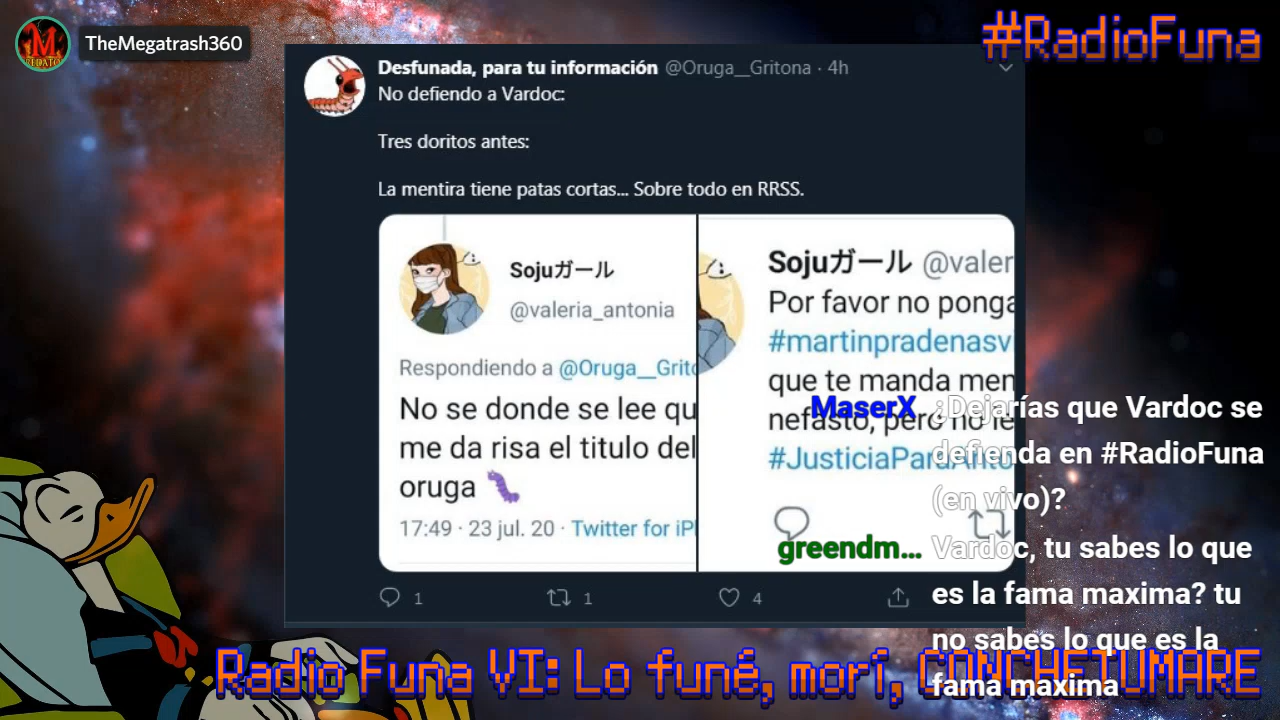 TheMegatrash360
#RadioFuna
Desfunada, para tu información @Oruga__Gritona · 4h
No defiendo a Vardoc:
Tres doritos antes:
La mentira tiene patas cortas... Sobre todo en RRSS.
Sojuガール
@valeria_antonia
Respondiendo a @Oruga__Grito
No se donde se lee qu
me da risa el titulo del
oruga 🐛
17:49 · 23 jul. 20 · Twitter for iP
Sojuガール @valer
Por favor no ponga
#martinpradenasv
que te manda men
nefasto, pero no le
#JusticiaParaAnto
MaserX ¿Dejarías que Vardoc se
defienda en #RadioFuna
(en vivo)?
greendm... Vardoc, tu sabes lo que
es la fama maxima? tu
no sabes lo que es la
fama maxima
1 1 4
Radio Funa VI: Lo funé, morí, CONCHETUMARE